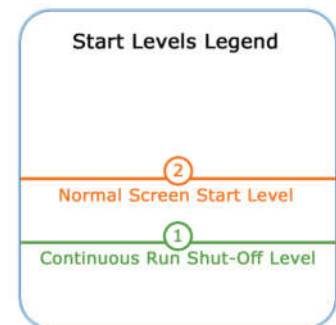 Start Levels Legend
2
Normal Screen Start Level
1
Continuous Run Shut-Off Level